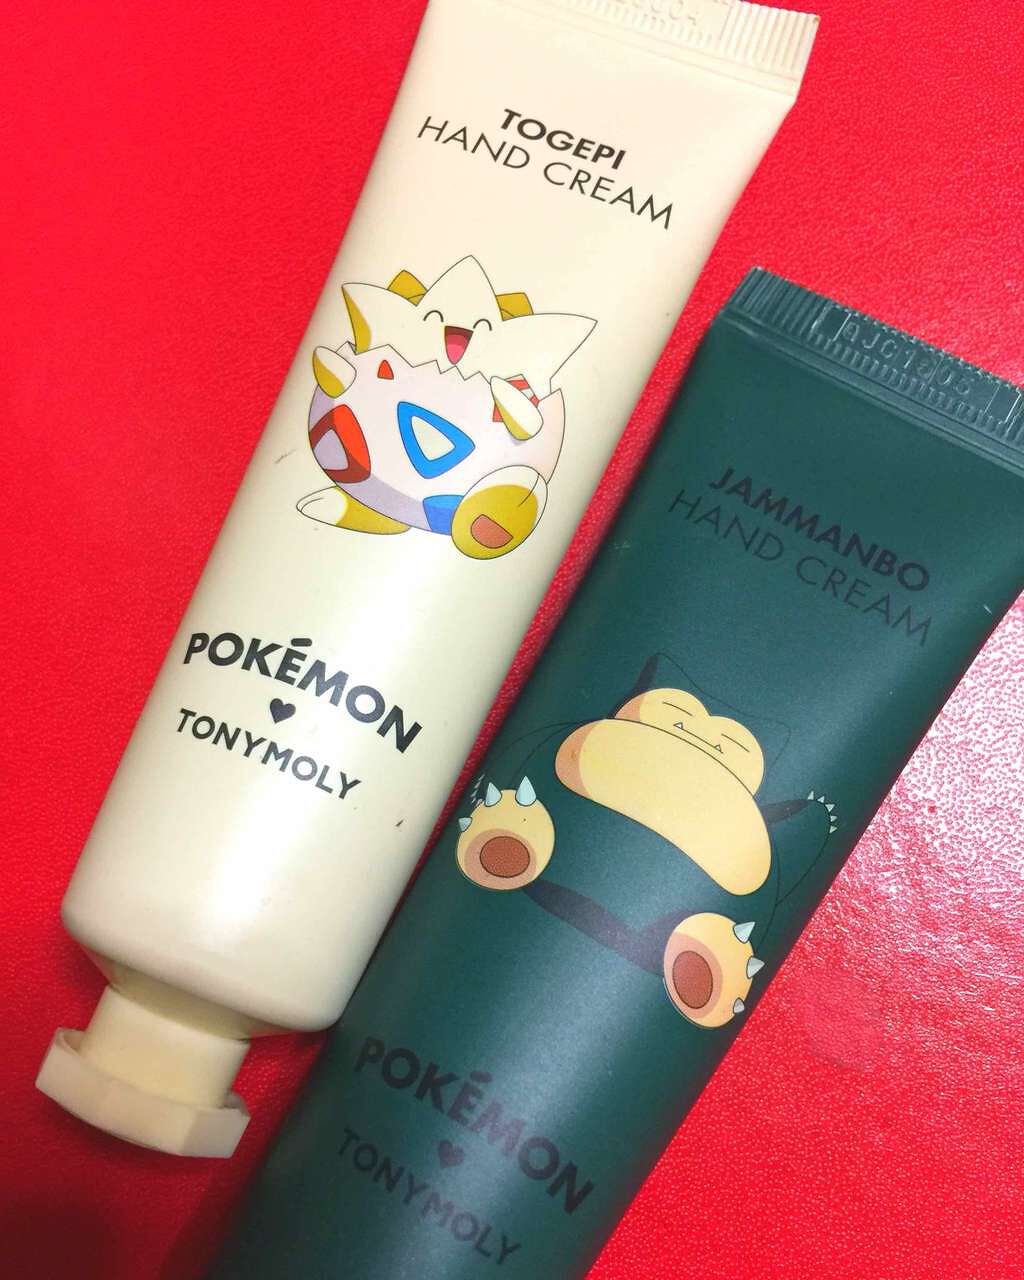 TOGEPI
HAND CREAM
POKÉMON
TONYMOLY
JAMMANBO
HAND CREAM
POKÉMON
TONYMOLY